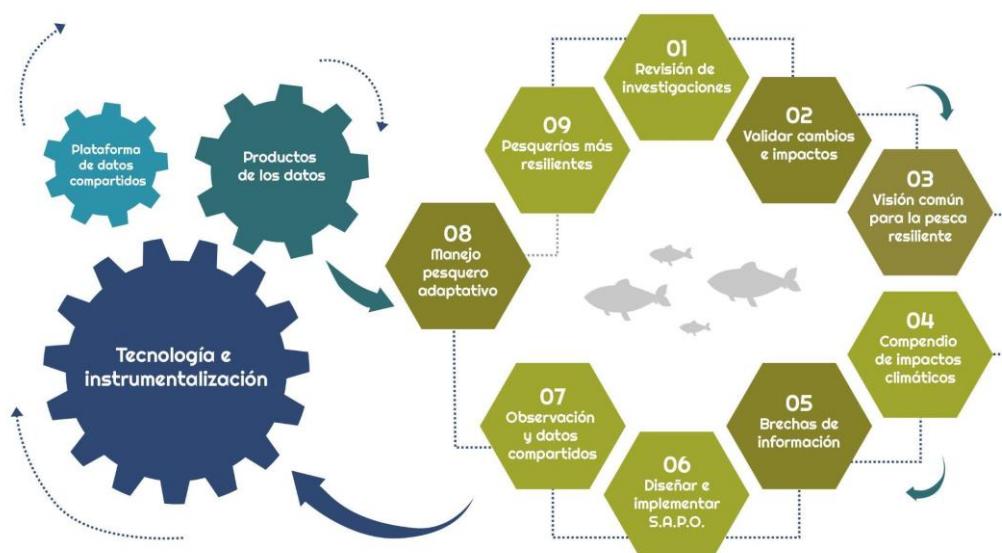 Plataforma
de datos
compartidos
Productos
de los datos
Tecnología e
instrumentalización
01
Revisión de
investigaciones
02
Validar cambios
e impactos
03
Visión común
para la pesca
resiliente
04
Compendio
de impactos
climáticos
05
Brechas de
información
06
Diseñar e
implementar
S.A.P.O.
07
Observación
y datos
compartidos
08
Manejo
pesquero
adaptativo
09
Pesquerías más
resilientes